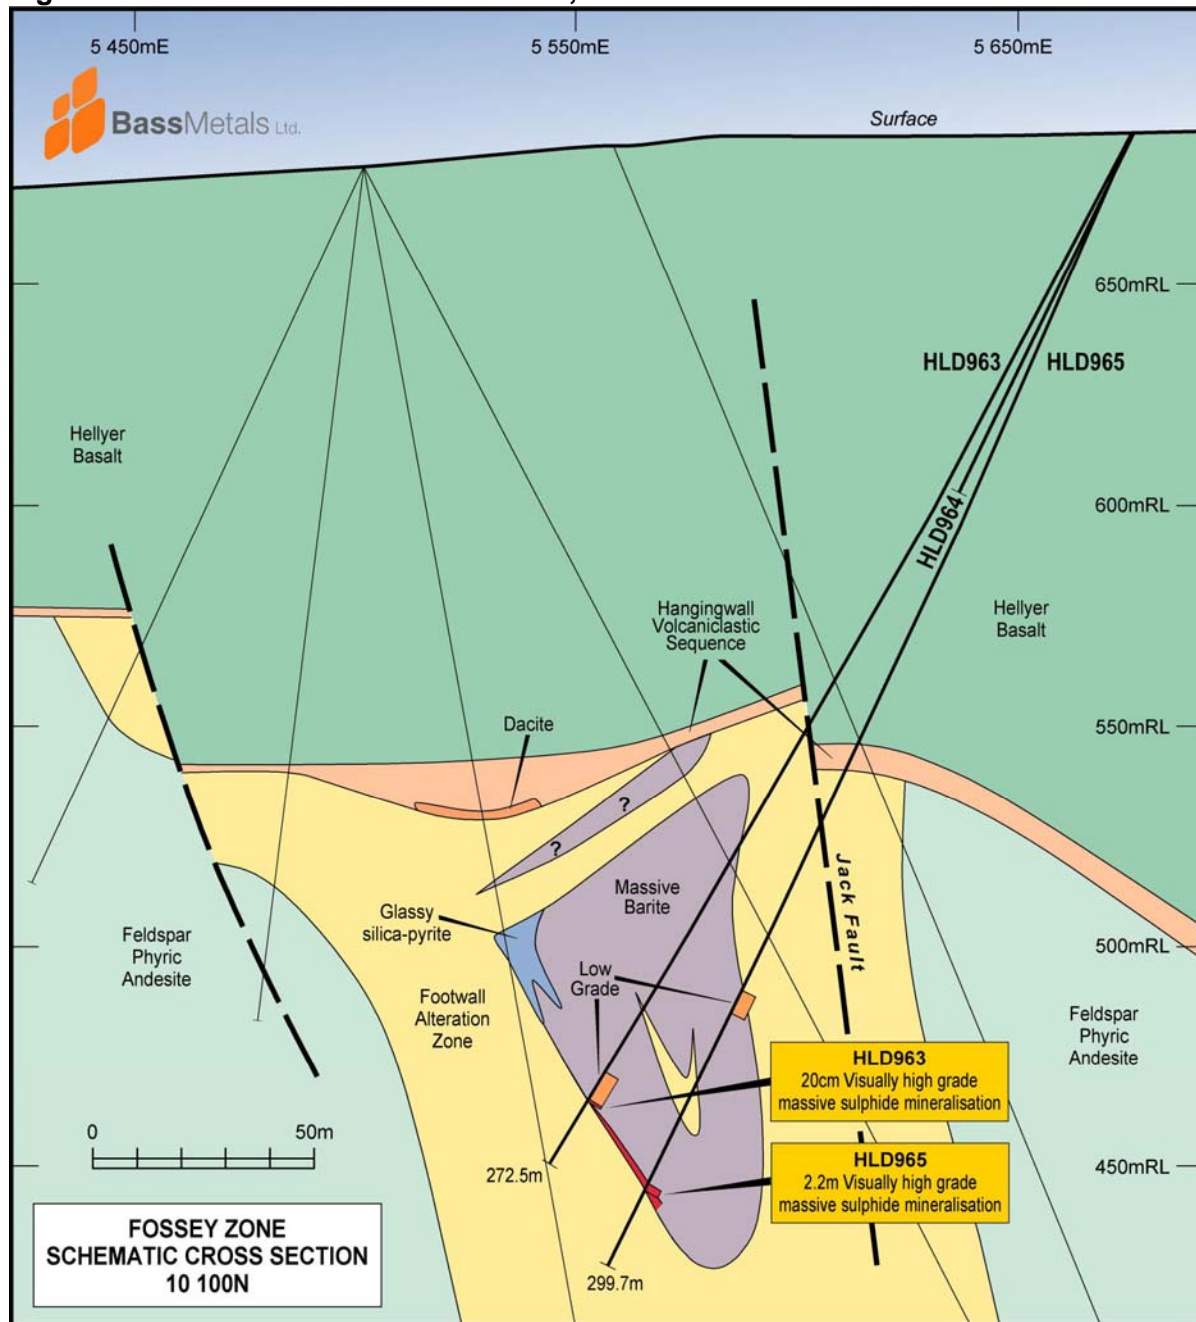 5 450mE
5 550mE
5 650mE
BassMetals Ltd.
Surface
650mRL
HLD963
HLD965
Hellyer
Basalt
600mRL
HLD964
Hangingwall
Volcaniclastic
Sequence
Hellyer
Basalt
Dacite
550mRL
?
?
Jack Fault
Massive
Barite
Glassy
silica-pyrite
Feldspar
Phyric
Andesite
500mRL
Low
Grade
Footwall
Alteration
Zone
Feldspar
Phyric
Andesite
HLD963
20cm Visually high grade
massive sulphide mineralisation
0 50m
HLD965
2.2m Visually high grade
massive sulphide mineralisation
450mRL
272.5m
299.7m
FOSSEY ZONE
SCHEMATIC CROSS SECTION
10 100N